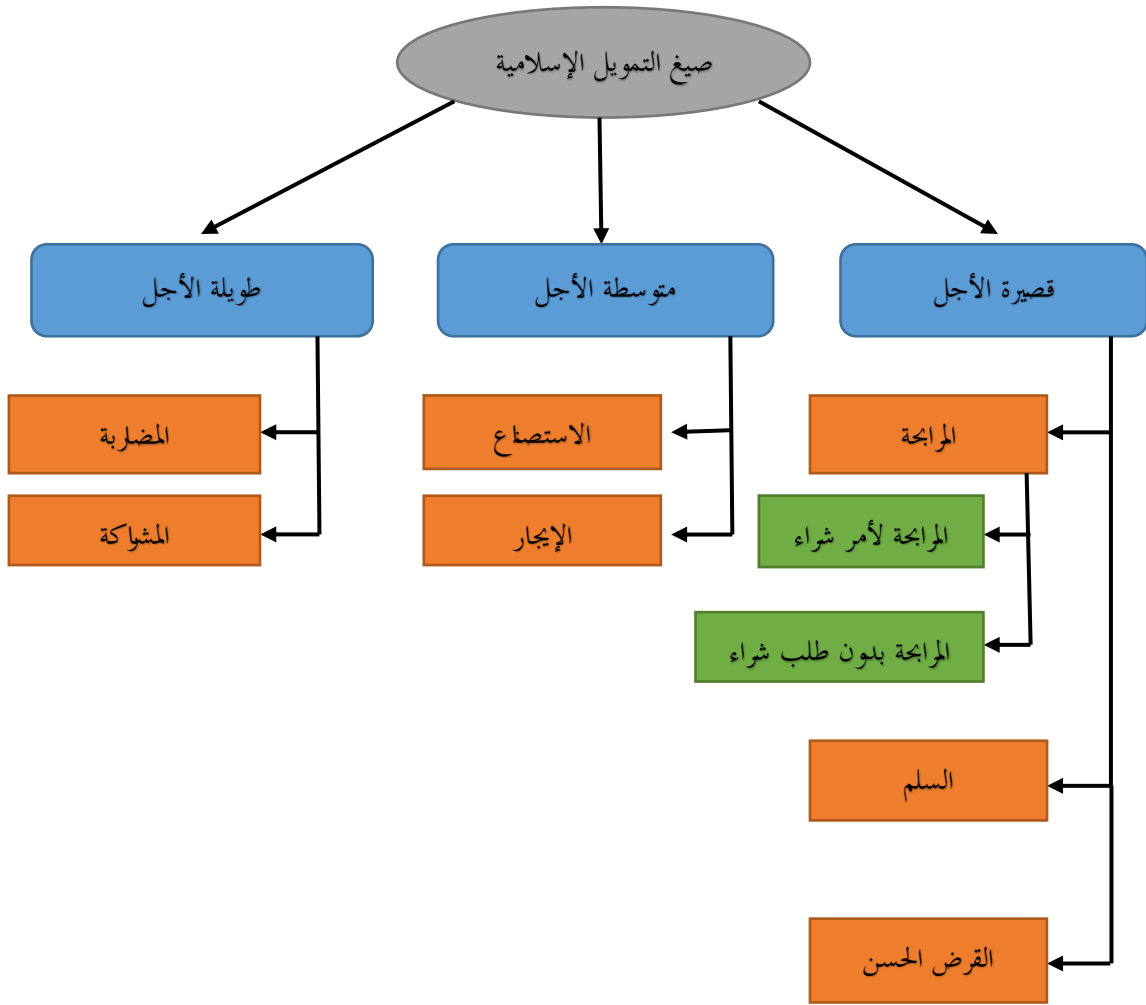 صيغ التمويل الإسلامية
قصيرة الأجل
متوسطة الأجل
طويلة الأجل
المرابحة
الاستصناع
المضاربة
المرابحة لأمر شراء
الإيجار
المشاركة
المرابحة بدون طلب شراء
السلم
القرض الحسن